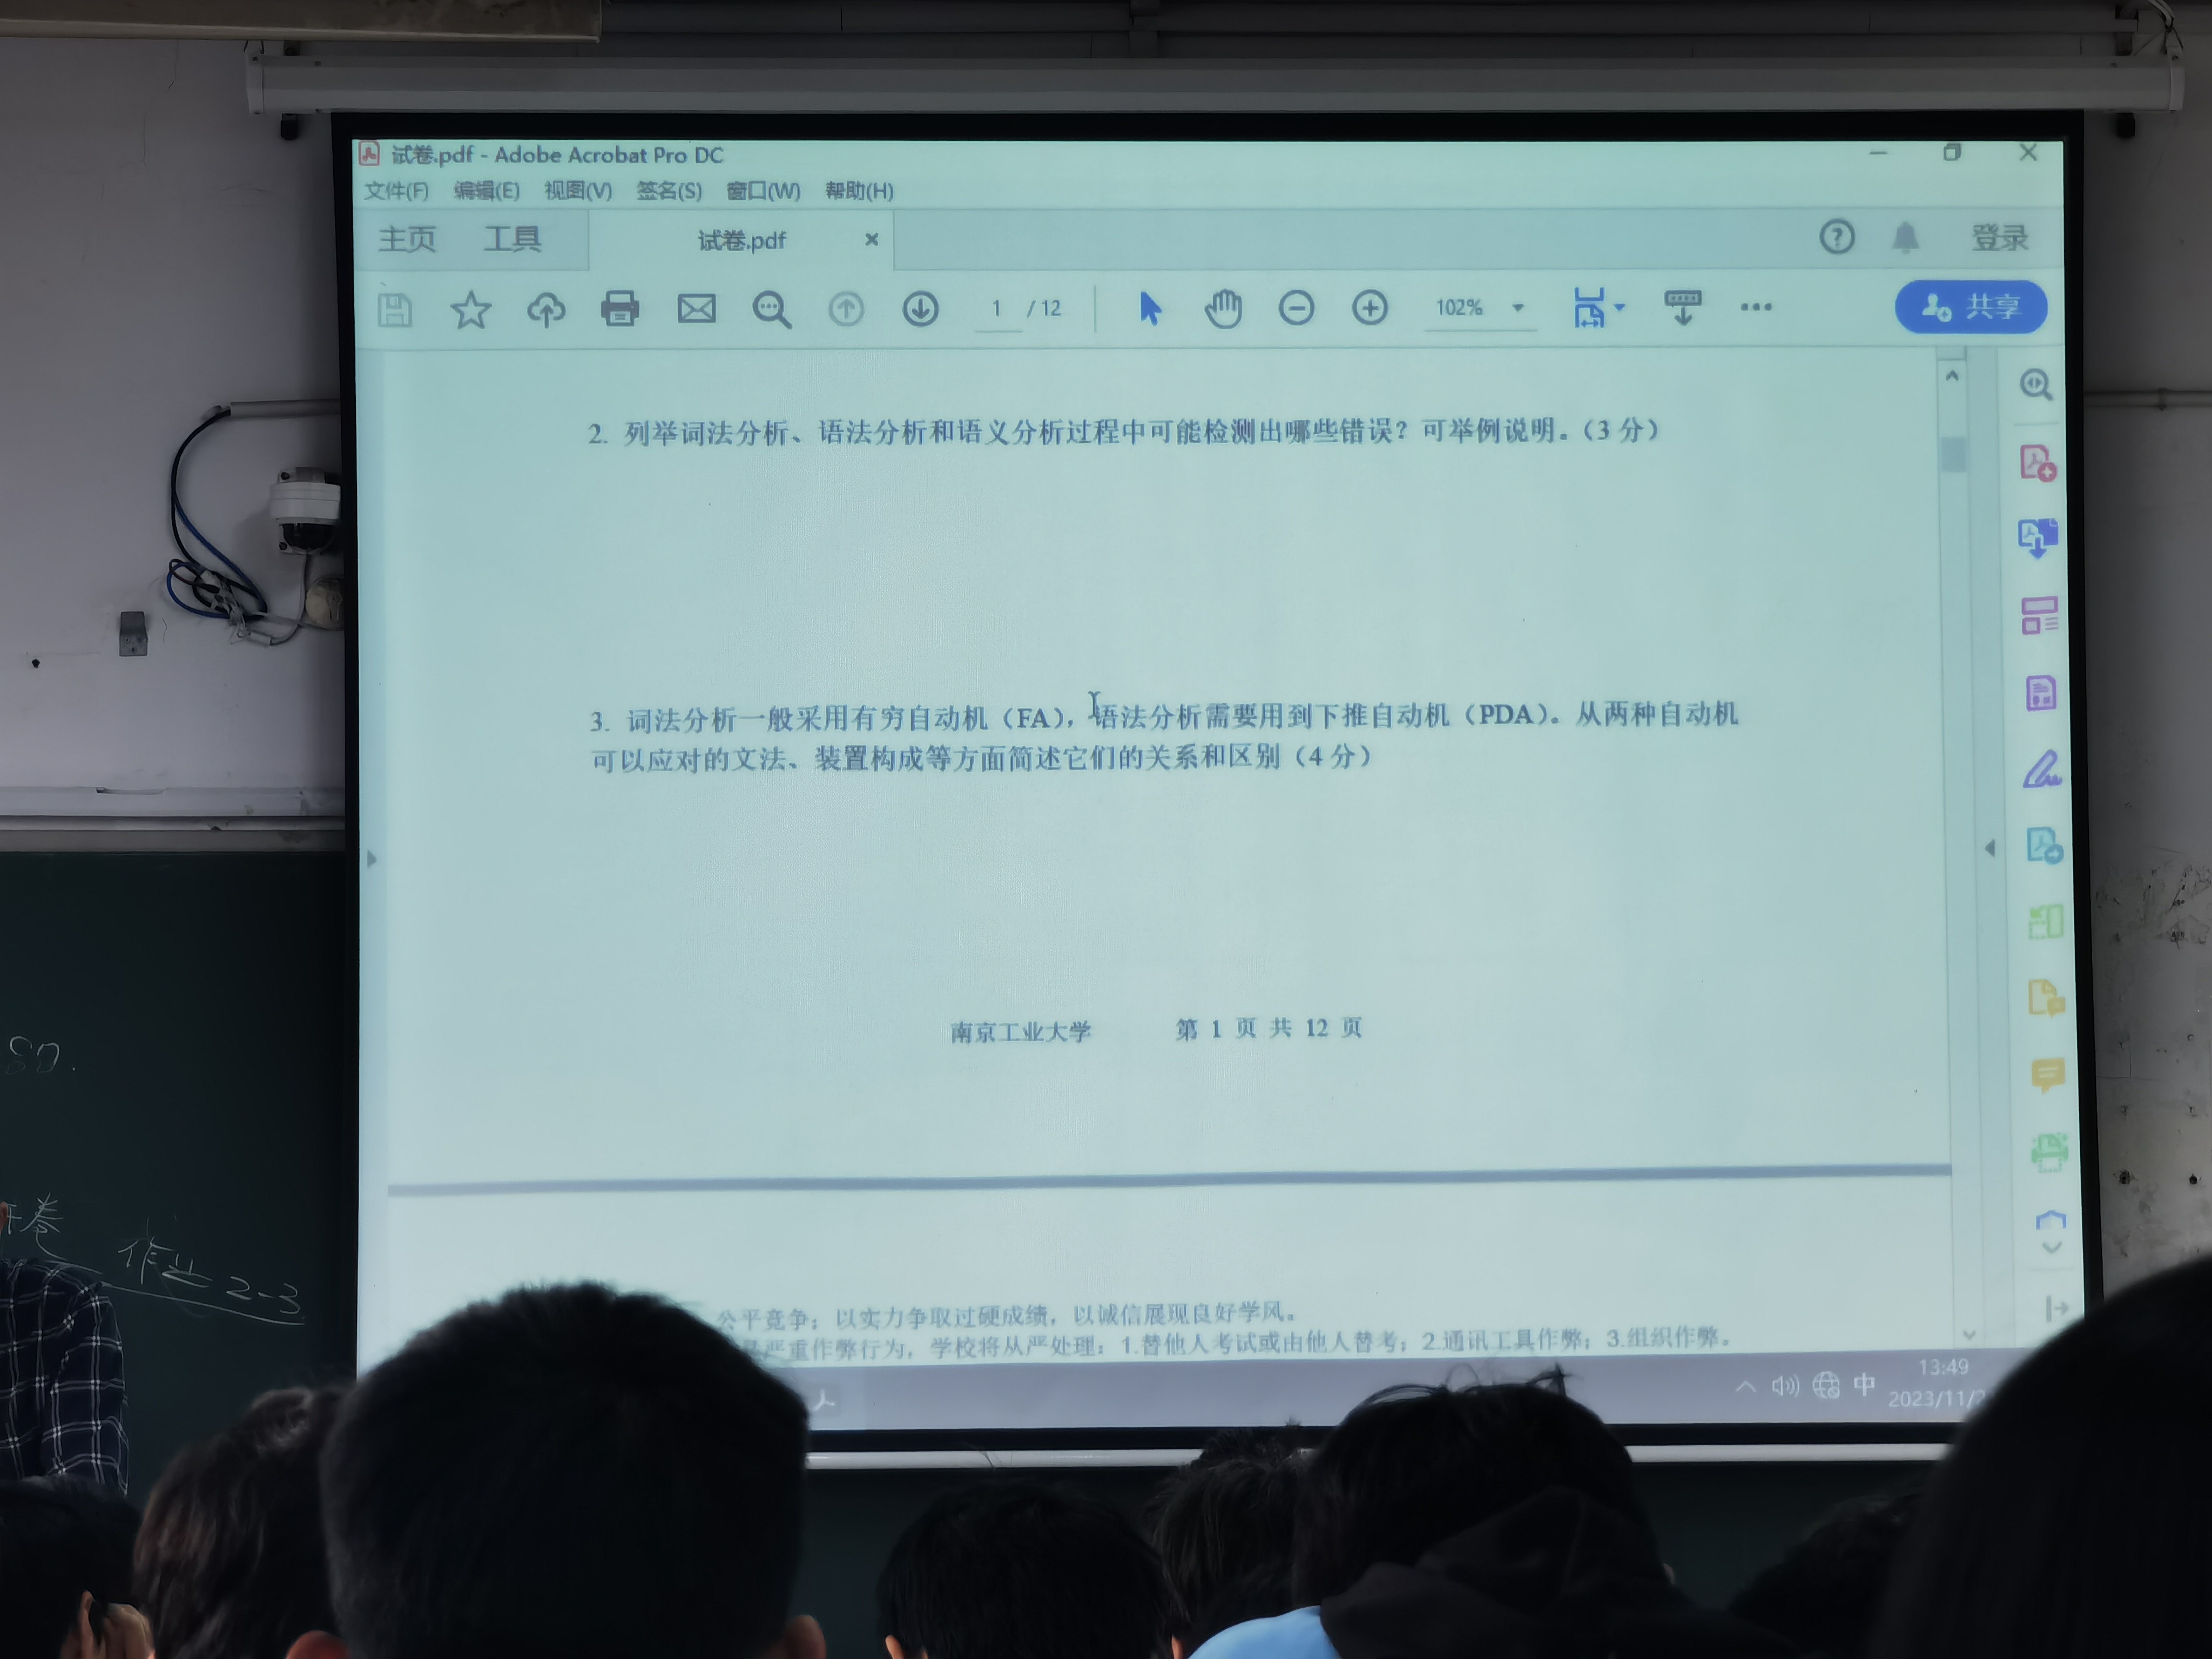 试卷.pdf - Adobe Acrobat Pro DC
文件(F) 编辑(E) 视图(V) 签名(S) 窗口(W) 帮助(H)
主页 工具 试卷.pdf 登录
1 / 12 102% 共享
2. 列举词法分析、语法分析和语义分析过程中可能检测出哪些错误？可举例说明。（3 分）
3. 词法分析一般采用有穷自动机（FA），语法分析需要用到下推自动机（PDA）。从两种自动机
可以应对的文法、装置构成等方面简述它们的关系和区别（4 分）
南京工业大学 第 1 页 共 12 页
公平竞争；以实力争取过硬成绩，以诚信展现良好学风。
严重作弊行为，学校将从严处理：1.替他人考试或由他人替考；2.通讯工具作弊；3.组织作弊。
中 13:49
2023/11/2
80.
卷
作业 2-3